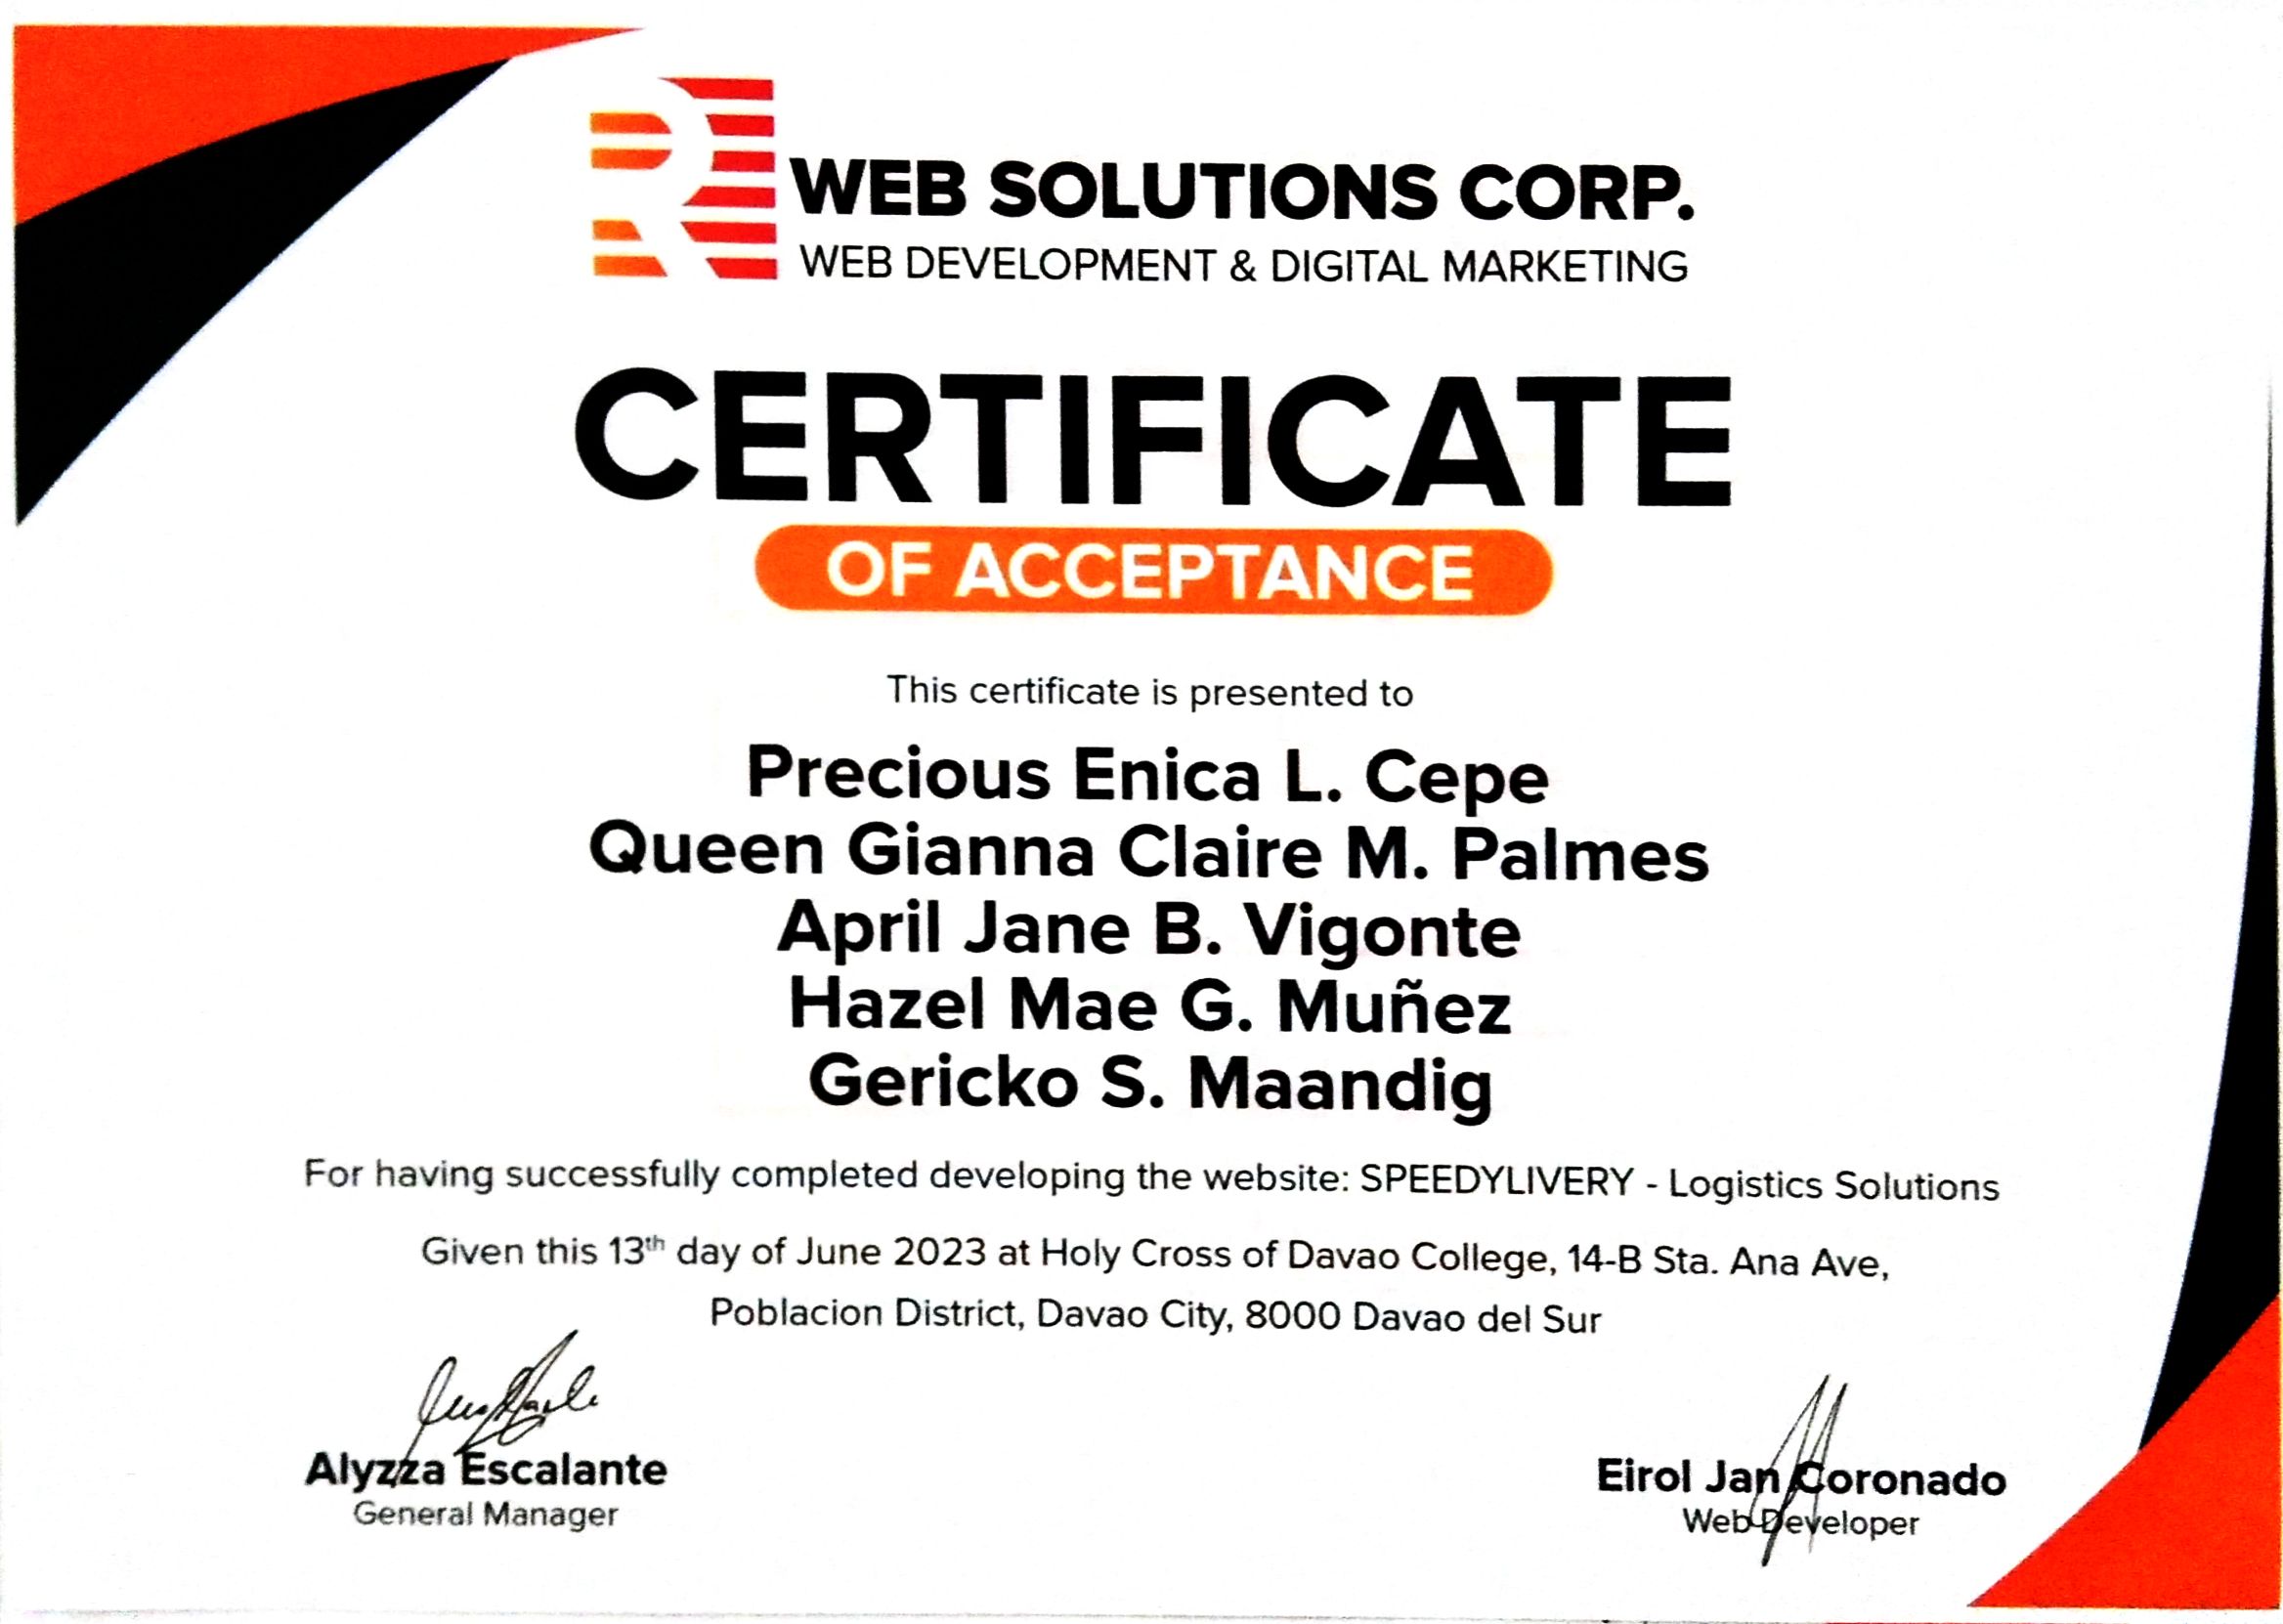 R WEB SOLUTIONS CORP.
WEB DEVELOPMENT & DIGITAL MARKETING
CERTIFICATE
OF ACCEPTANCE
This certificate is presented to
Precious Enica L. Cepe
Queen Gianna Claire M. Palmes
April Jane B. Vigonte
Hazel Mae G. Muñez
Gericko S. Maandig
For having successfully completed developing the website: SPEEDYLIVERY - Logistics Solutions
Given this 13th day of June 2023 at Holy Cross of Davao College, 14-B Sta. Ana Ave,
Poblacion District, Davao City, 8000 Davao del Sur
Alyzza Escalante
General Manager
Eirol Jan Coronado
Web Developer